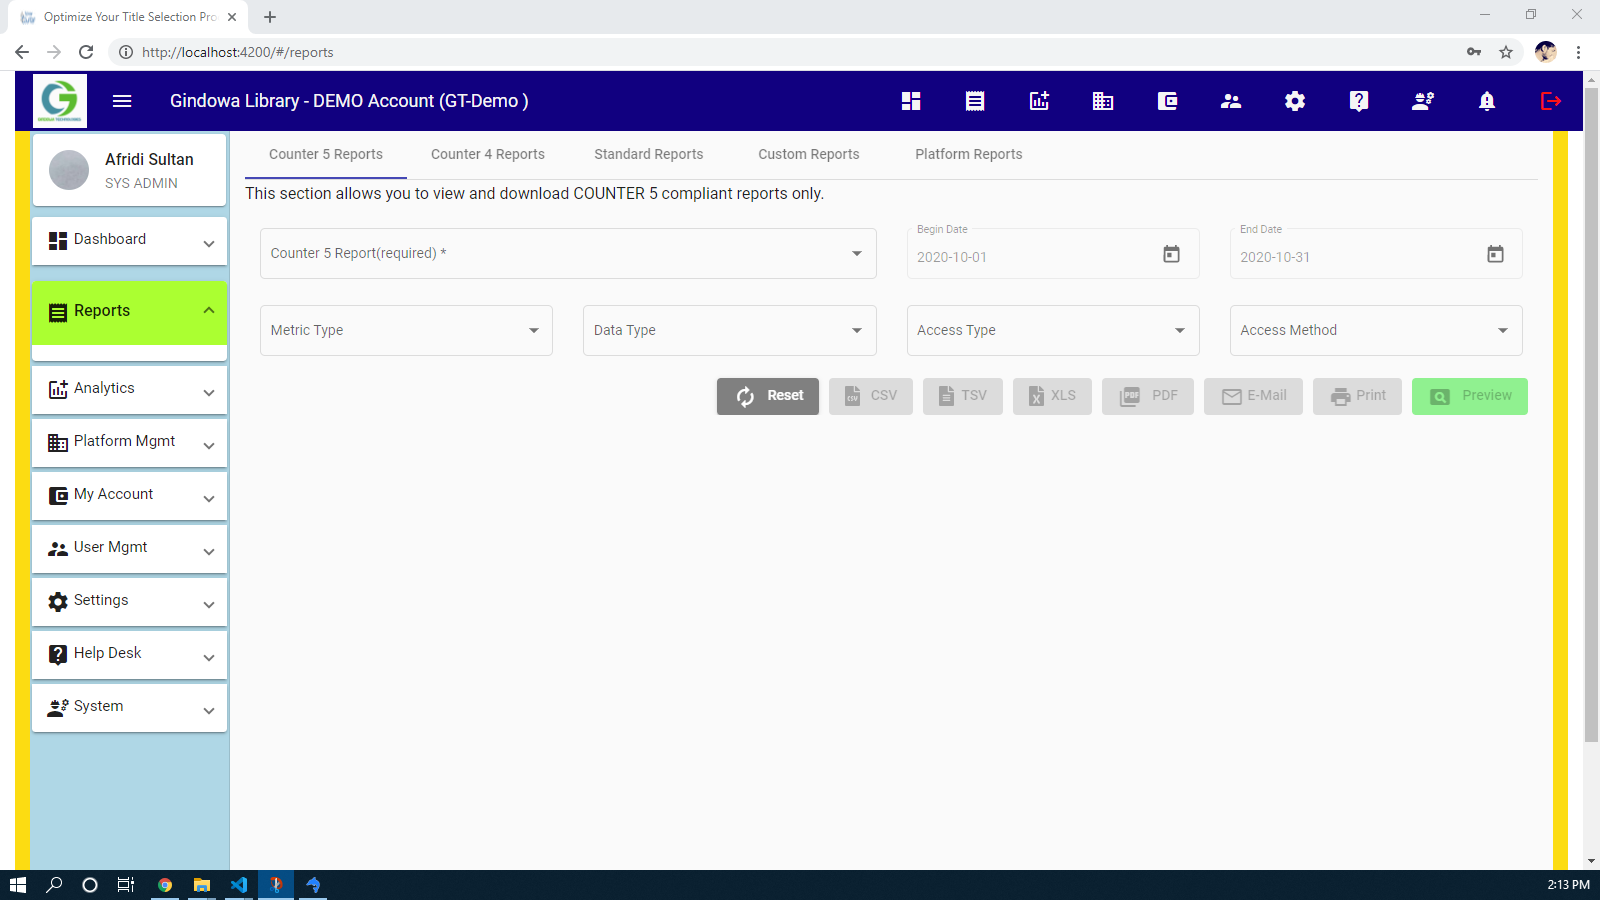 Optimize Your Title Selection Pro
http://localhost:4200/#/reports
Gindowa Library - DEMO Account (GT-Demo )
Afridi Sultan
SYS ADMIN
Dashboard
Reports
Analytics
Platform Mgmt
My Account
User Mgmt
Settings
Help Desk
System
Counter 5 Reports
Counter 4 Reports
Standard Reports
Custom Reports
Platform Reports
This section allows you to view and download COUNTER 5 compliant reports only.
Counter 5 Report(required) *
Begin Date
2020-10-01
End Date
2020-10-31
Metric Type
Data Type
Access Type
Access Method
Reset
CSV
TSV
XLS
PDF
E-Mail
Print
Preview
2:13 PM